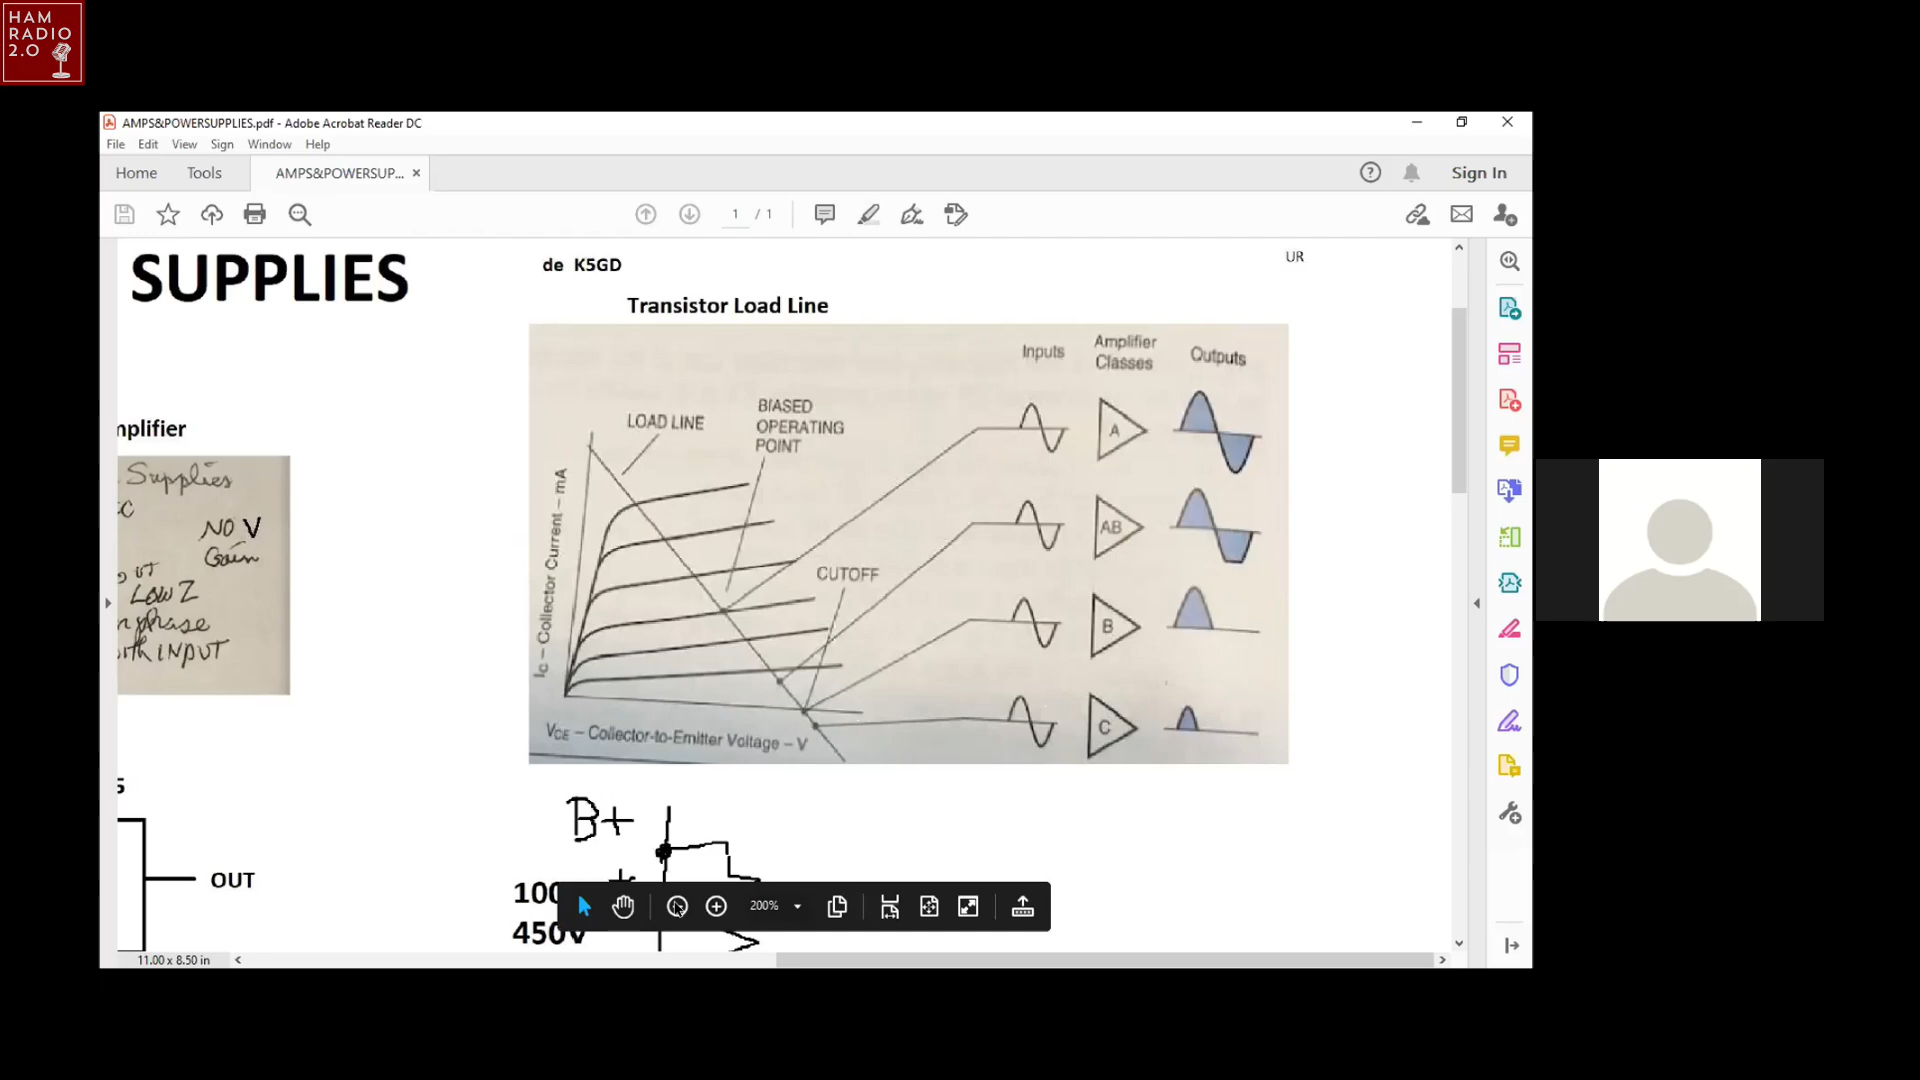 HAM
RADIO
2.0
AMPS&POWERSUPPLIES.pdf - Adobe Acrobat Reader DC
File Edit View Sign Window Help
Home Tools AMPS&POWERSUP... × Sign In
1 / 1
SUPPLIES
de K5GD
UR
Transistor Load Line
Inputs
Amplifier
Classes
Outputs
LOAD LINE
BIASED
OPERATING
POINT
CUTOFF
IC – Collector Current – mA
VCE – Collector-to-Emitter Voltage – V
A
AB
B
C
mplifier
Supplies
NO V
Gain
LOW Z
phase
INPUT
S
OUT
B+
+
100
450V
200%
11.00 x 8.50 in